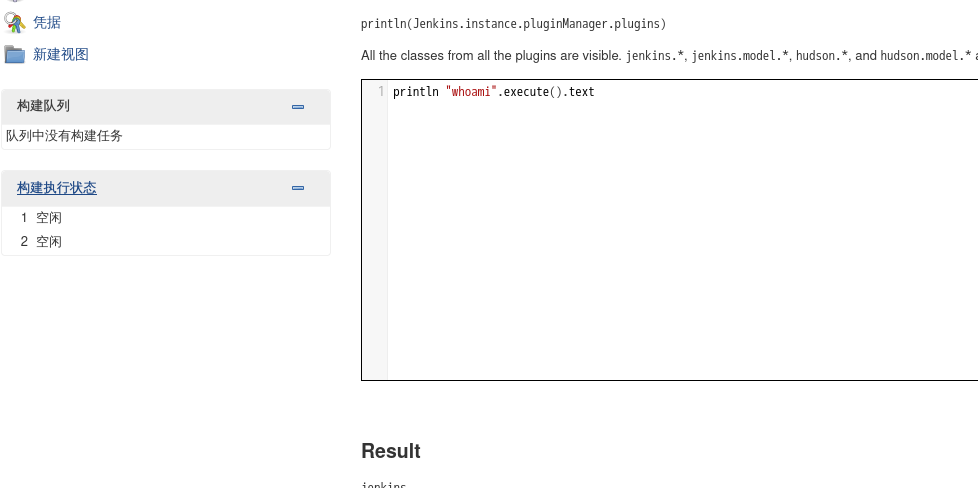 凭据
新建视图
构建队列
队列中没有构建任务
构建执行状态
1 空闲
2 空闲
println(Jenkins.instance.pluginManager.plugins)
All the classes from all the plugins are visible. jenkins.*, jenkins.model.*, hudson.*, and hudson.model.*
1 println "whoami".execute().text
Result
jenkins